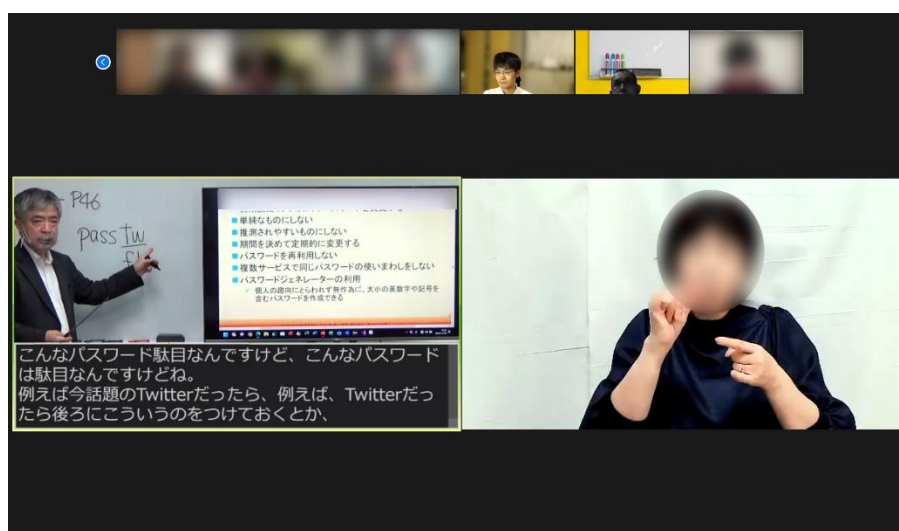 P46
pass tw
単純なものにしない
推測されやすいものにしない
期間を決めて定期的に変更する
パスワードを再利用しない
複数サービスで同じパスワードの使いまわしをしない
パスワードジェネレーターの利用
個人の趣向にとらわれず無作為に、大小の英数字や記号を
含むパスワードを作成できる
こんなパスワード駄目なんですけど、こんなパスワード
は駄目なんですけどね。
例えば今話題のTwitterだったら、例えば、Twitterだっ
たら後ろにこういうのをつけておくとか、